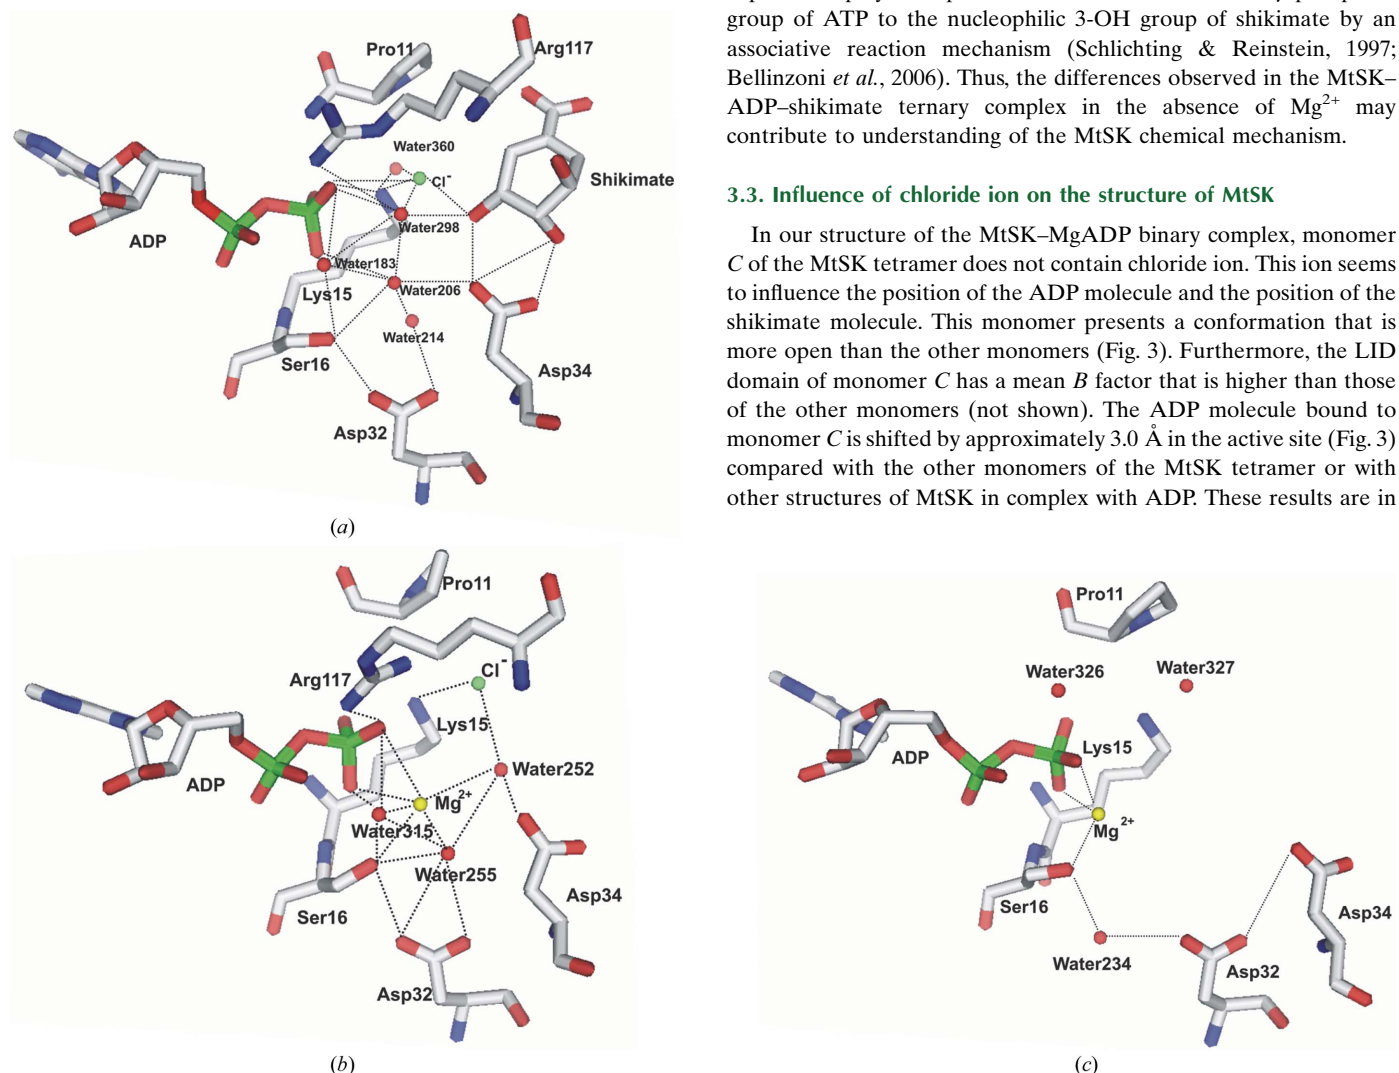 Pro11
Arg117
Water360
Cl-
Shikimate
ADP
Water298
Water183
Lys15
Water206
Water214
Ser16
Asp34
Asp32
(a)
group of ATP to the nucleophilic 3-OH group of shikimate by an
associative reaction mechanism (Schlichting & Reinstein, 1997;
Bellinzoni et al., 2006). Thus, the differences observed in the MtSK–
ADP–shikimate ternary complex in the absence of Mg2+ may
contribute to understanding of the MtSK chemical mechanism.
3.3. Influence of chloride ion on the structure of MtSK
In our structure of the MtSK–MgADP binary complex, monomer
C of the MtSK tetramer does not contain chloride ion. This ion seems
to influence the position of the ADP molecule and the position of the
shikimate molecule. This monomer presents a conformation that is
more open than the other monomers (Fig. 3). Furthermore, the LID
domain of monomer C has a mean B factor that is higher than those
of the other monomers (not shown). The ADP molecule bound to
monomer C is shifted by approximately 3.0 Å in the active site (Fig. 3)
compared with the other monomers of the MtSK tetramer or with
other structures of MtSK in complex with ADP. These results are in
Pro11
Arg117
Cl-
Lys15
ADP
Water252
Mg2+
Water315
Water255
Ser16
Asp34
Asp32
(b)
Pro11
Water326
Water327
ADP
Lys15
Mg2+
Ser16
Asp34
Water234
Asp32
(c)